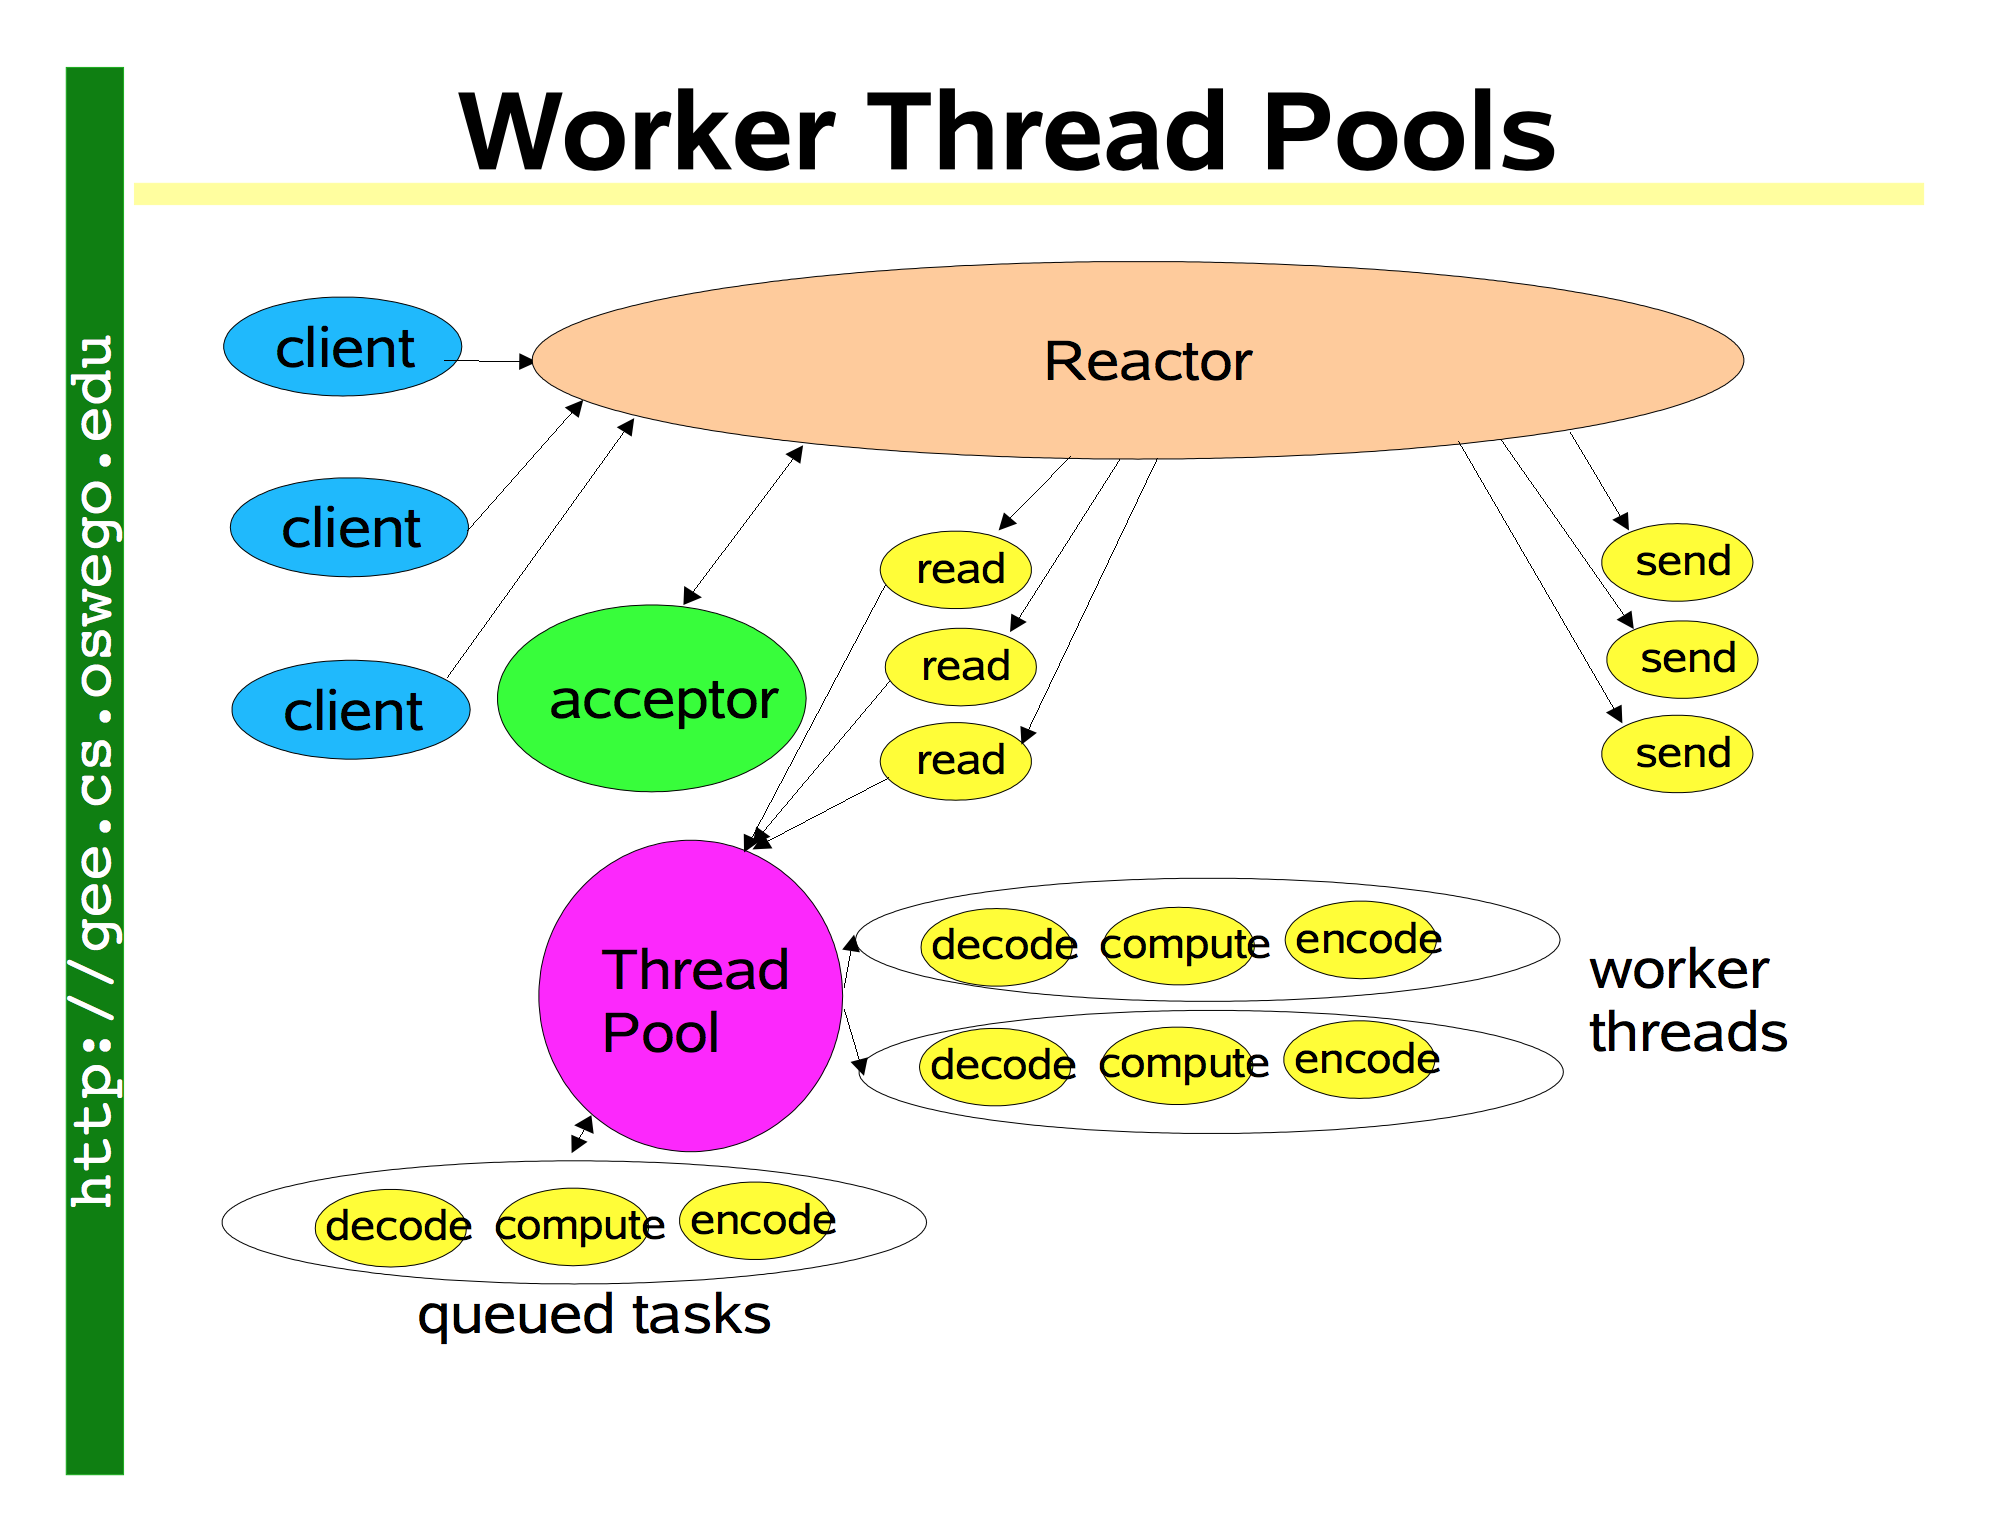 Worker Thread Pools
http://gee.cs.oswego.edu
client
Reactor
client
client
acceptor
read
read
read
send
send
send
Thread
Pool
decode compute encode
decode compute encode
worker
threads
decode compute encode
queued tasks